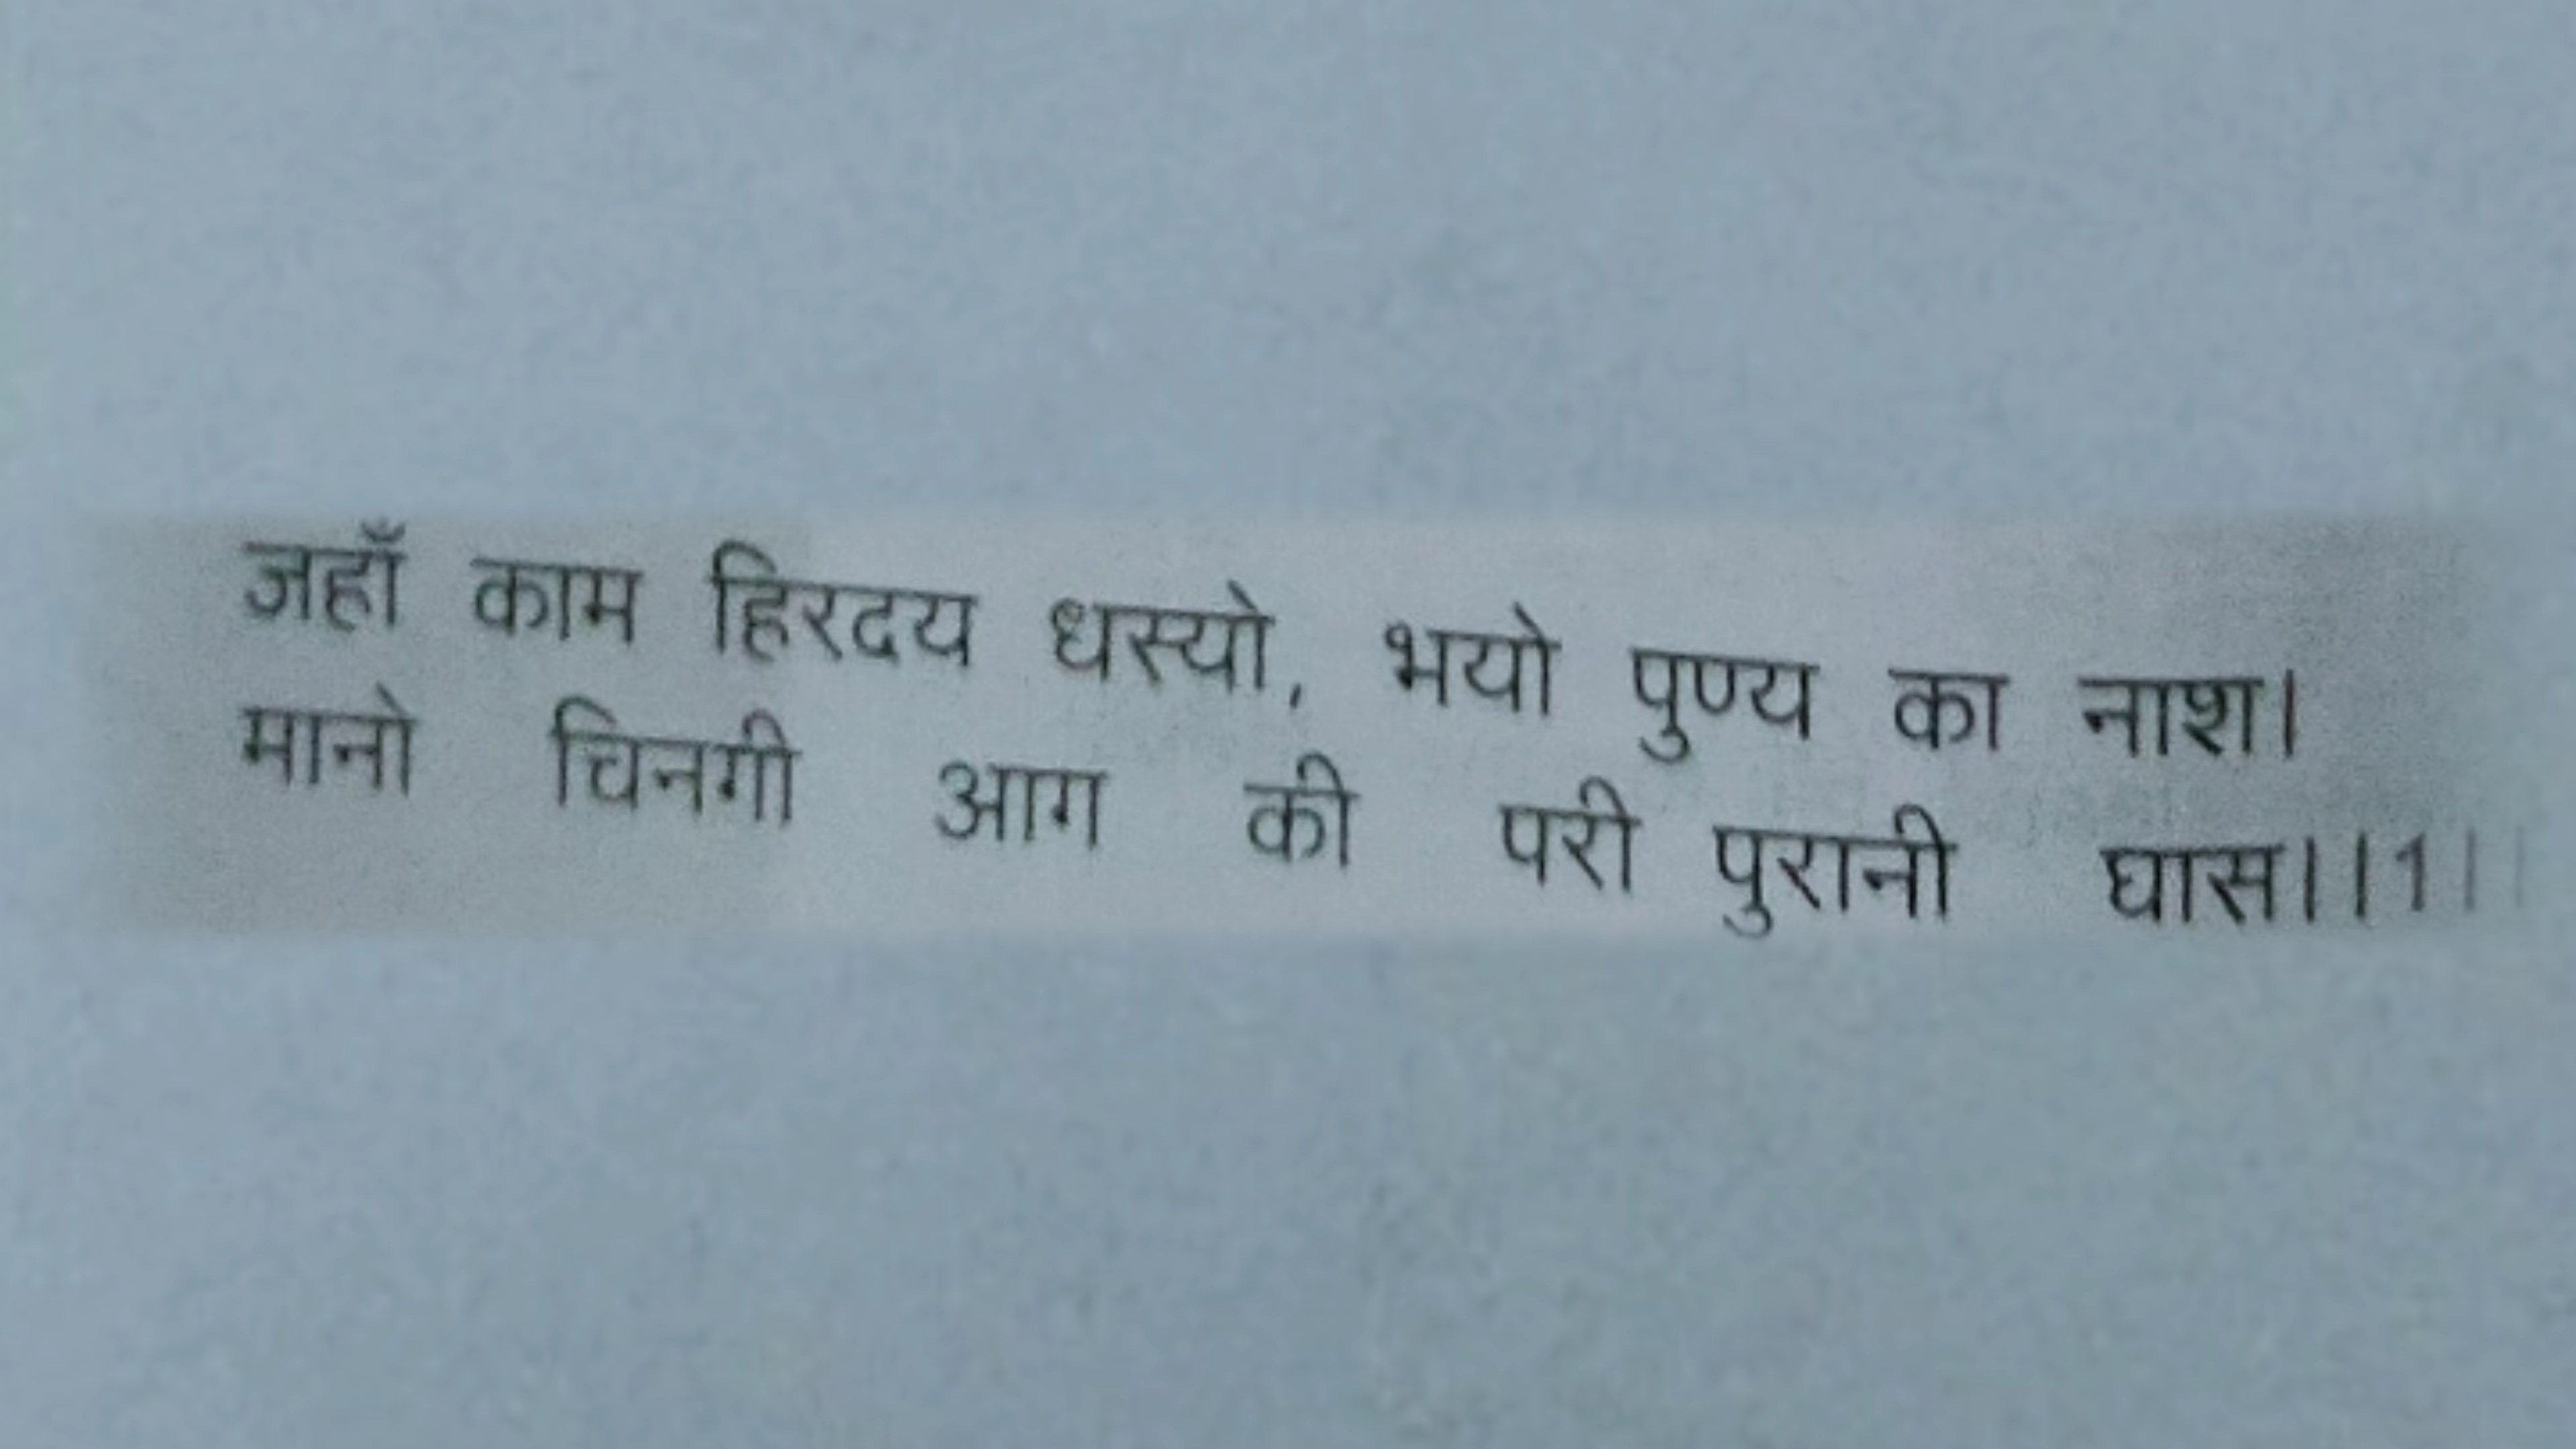 जहाँ काम हिरदय धस्यो, भयो पुण्य का नाश।
मानो चिनगी आग की परी पुरानी घास।।1।।